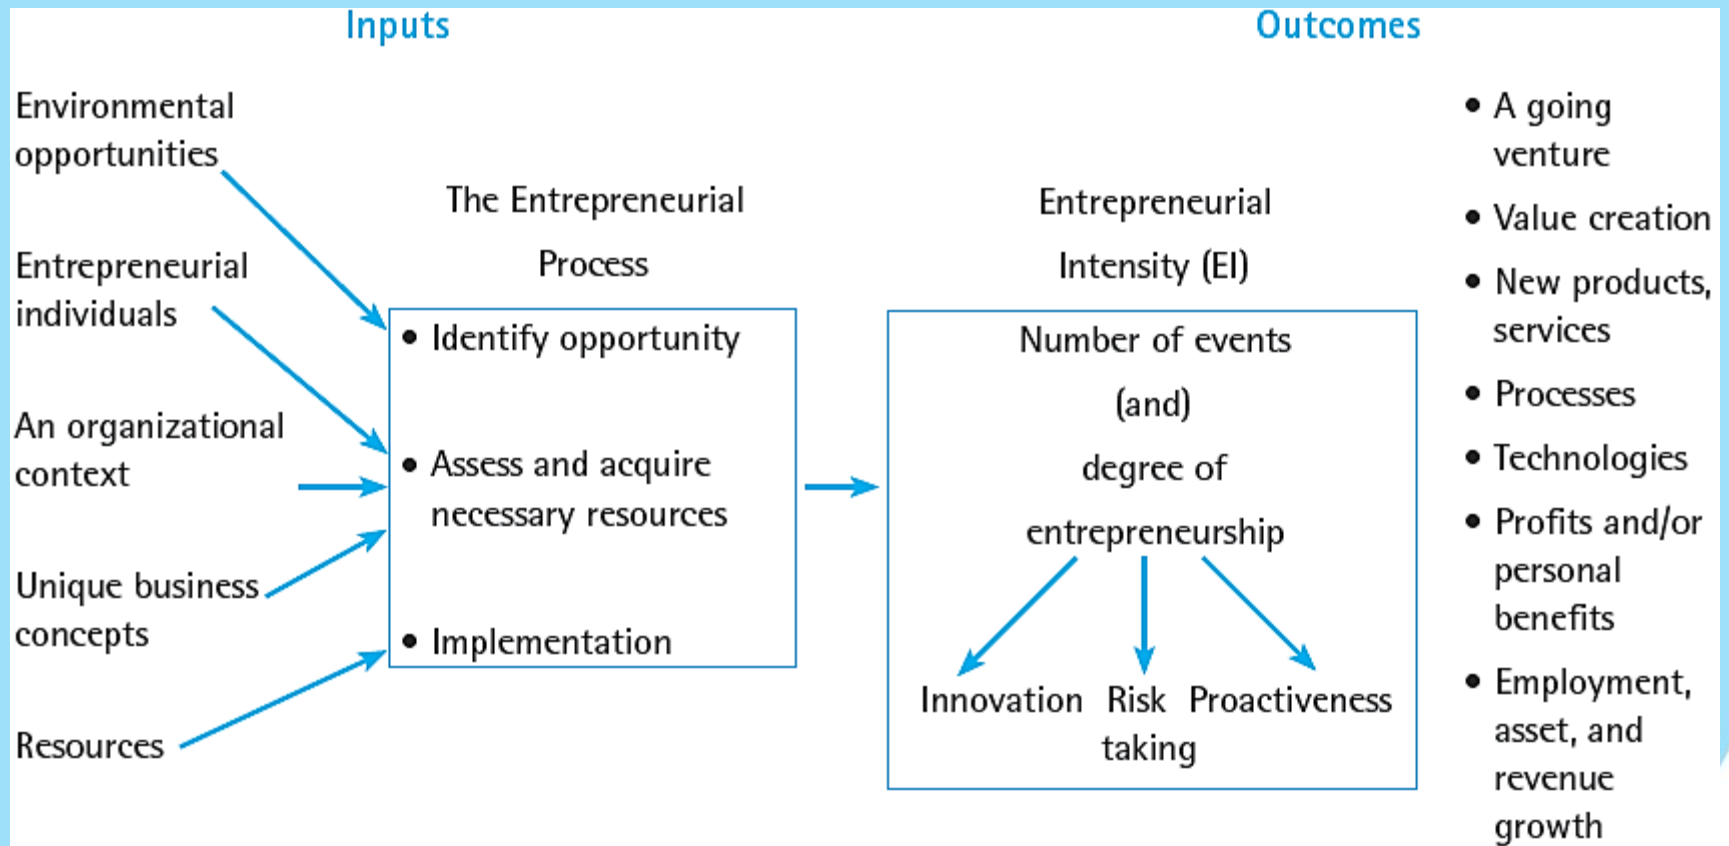 Inputs
Outcomes
Environmental
opportunities
Entrepreneurial
individuals
An organizational
context
Unique business
concepts
Resources
The Entrepreneurial
Process
• Identify opportunity
• Assess and acquire
necessary resources
• Implementation
Entrepreneurial
Intensity (EI)
Number of events
(and)
degree of
entrepreneurship
Innovation Risk Proactiveness
taking
• A going
venture
• Value creation
• New products,
services
• Processes
• Technologies
• Profits and/or
personal
benefits
• Employment,
asset, and
revenue
growth